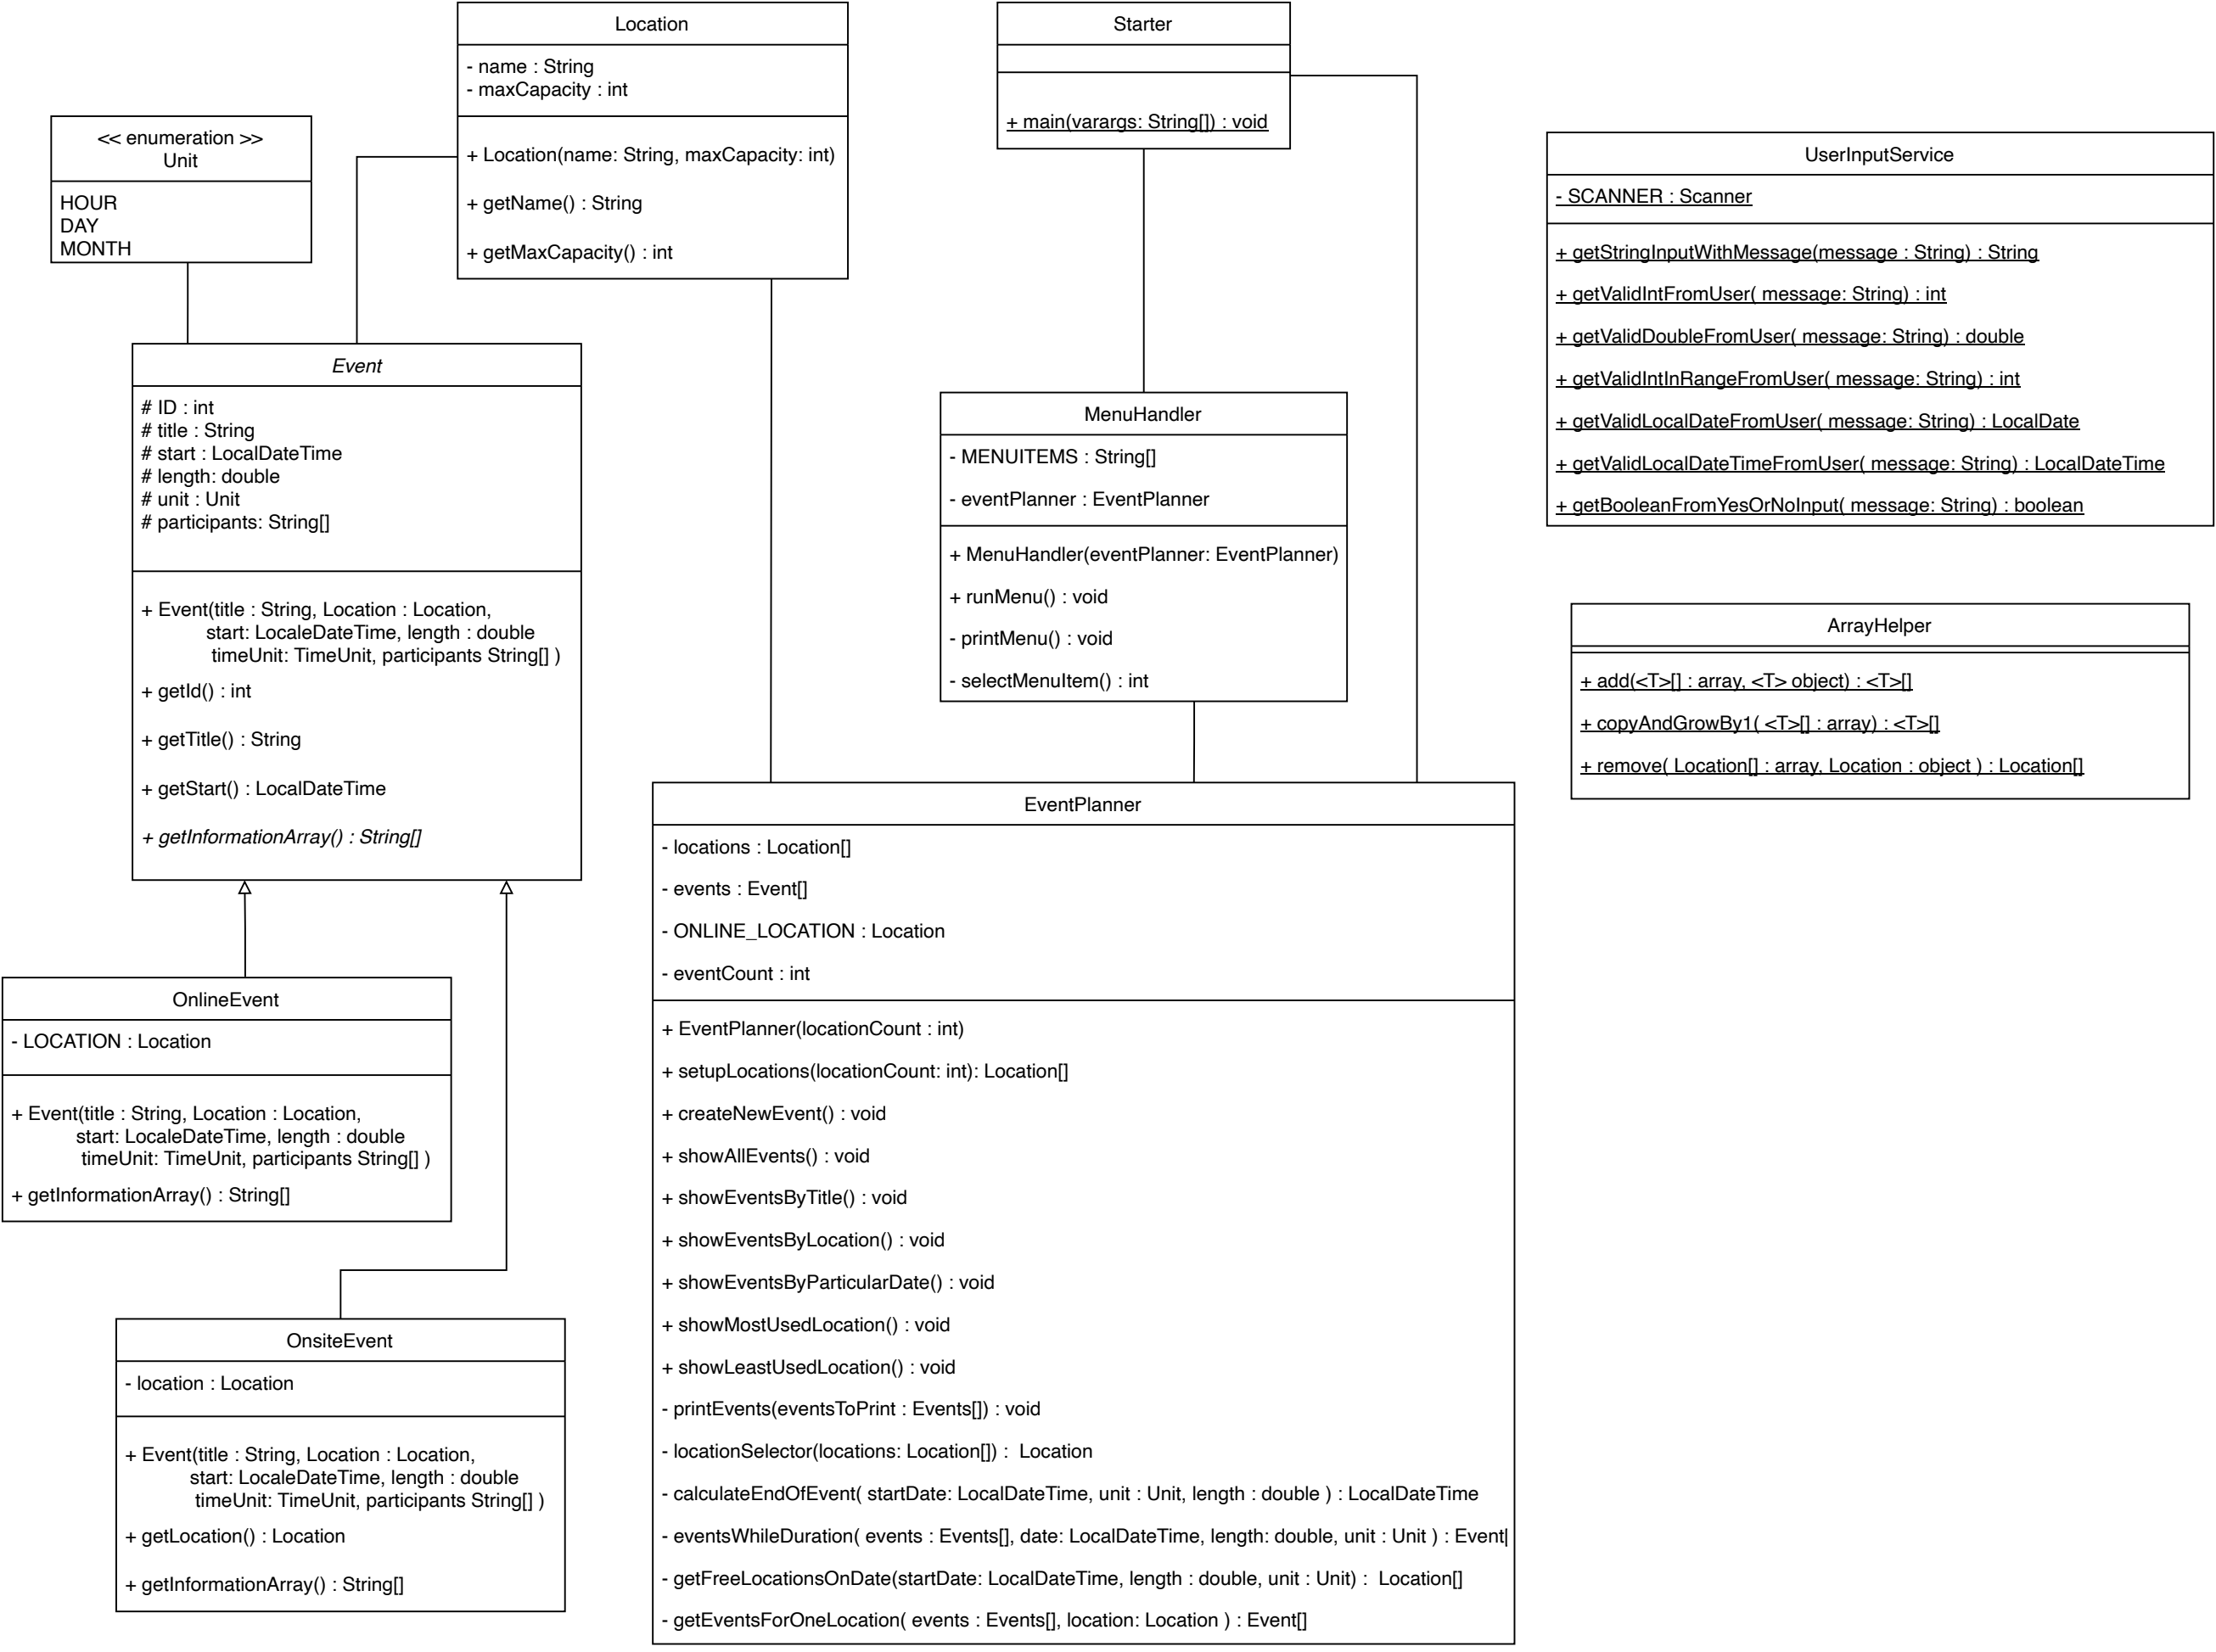 Location
- name : String
- maxCapacity : int
+ Location(name: String, maxCapacity: int)
+ getName() : String
+ getMaxCapacity() : int
Starter
+ main(varargs: String[]) : void
<< enumeration >>
Unit
HOUR
DAY
MONTH
UserInputService
- SCANNER : Scanner
+ getStringInputWithMessage(message : String) : String
+ getValidIntFromUser( message: String) : int
+ getValidDoubleFromUser( message: String) : double
+ getValidIntInRangeFromUser( message: String) : int
+ getValidLocalDateFromUser( message: String) : LocalDate
+ getValidLocalDateTimeFromUser( message: String) : LocalDateTime
+ getBooleanFromYesOrNoInput( message: String) : boolean
Event
# ID : int
# title : String
# start : LocalDateTime
# length: double
# unit : Unit
# participants: String[]
+ Event(title : String, Location : Location,
start: LocaleDateTime, length : double
timeUnit: TimeUnit, participants String[] )
+ getId() : int
+ getTitle() : String
+ getStart() : LocalDateTime
+ getInformationArray() : String[]
MenuHandler
- MENUITEMS : String[]
- eventPlanner : EventPlanner
+ MenuHandler(eventPlanner: EventPlanner)
+ runMenu() : void
- printMenu() : void
- selectMenuItem() : int
ArrayHelper
+ add(<T>[] : array, <T> object) : <T>[]
+ copyAndGrowBy1( <T>[] : array) : <T>[]
+ remove( Location[] : array, Location : object ) : Location[]
EventPlanner
- locations : Location[]
- events : Event[]
- ONLINE_LOCATION : Location
- eventCount : int
+ EventPlanner(locationCount : int)
+ setupLocations(locationCount: int): Location[]
+ createNewEvent() : void
+ showAllEvents() : void
+ showEventsByTitle() : void
+ showEventsByLocation() : void
+ showEventsByParticularDate() : void
+ showMostUsedLocation() : void
+ showLeastUsedLocation() : void
- printEvents(eventsToPrint : Events[]) : void
- locationSelector(locations: Location[]) : Location
- calculateEndOfEvent( startDate: LocalDateTime, unit : Unit, length : double ) : LocalDateTime
- eventsWhileDuration( events : Events[], date: LocalDateTime, length: double, unit : Unit ) : Event[
- getFreeLocationsOnDate(startDate: LocalDateTime, length : double, unit : Unit) : Location[]
- getEventsForOneLocation( events : Events[], location: Location ) : Event[]
OnlineEvent
- LOCATION : Location
+ Event(title : String, Location : Location,
start: LocaleDateTime, length : double
timeUnit: TimeUnit, participants String[] )
+ getInformationArray() : String[]
OnsiteEvent
- location : Location
+ Event(title : String, Location : Location,
start: LocaleDateTime, length : double
timeUnit: TimeUnit, participants String[] )
+ getLocation() : Location
+ getInformationArray() : String[]